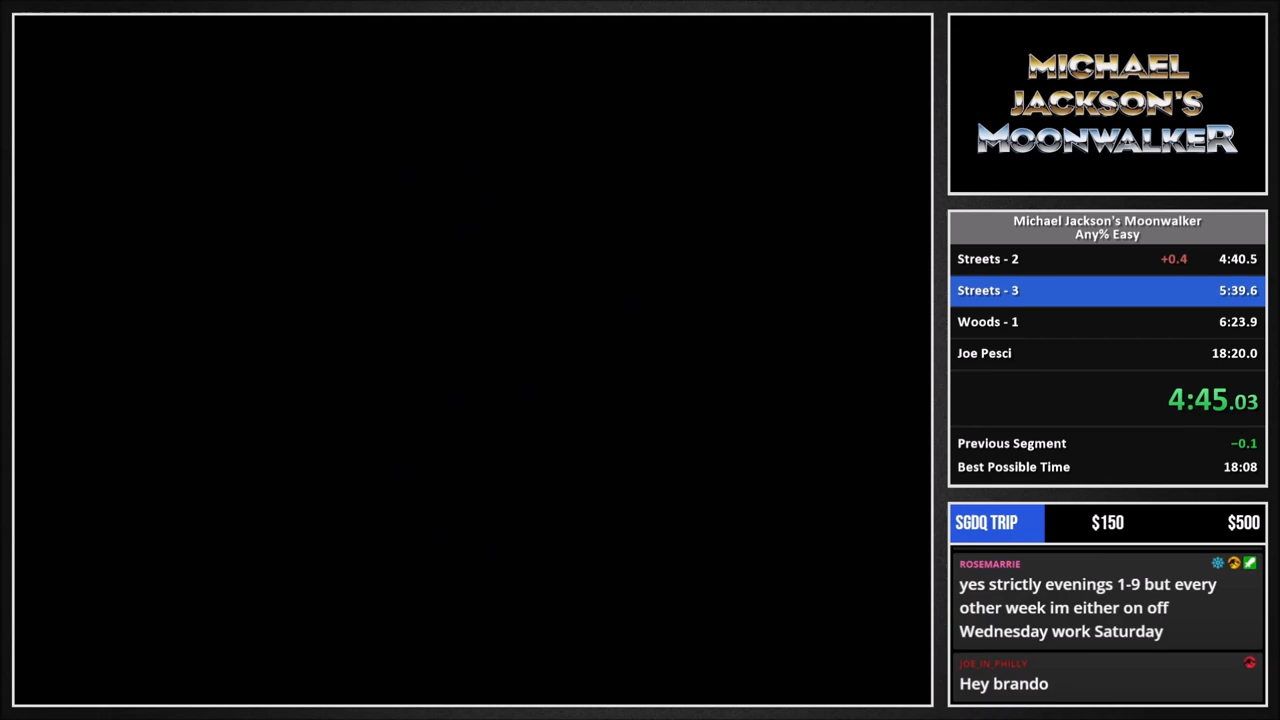 MICHAEL
JACKSON'S
MOONWALKER
Michael Jackson's Moonwalker
Any% Easy
Streets - 2 +0.4 4:40.5
Streets - 3 5:39.6
Woods - 1 6:23.9
Joe Pesci 18:20.0
4:45.03
Previous Segment −0.1
Best Possible Time 18:08
SGDQ TRIP $150 $500
ROSEMARRIE
yes strictly evenings 1-9 but every
other week im either on off
Wednesday work Saturday
JOE_IN_PHILLY
Hey brando